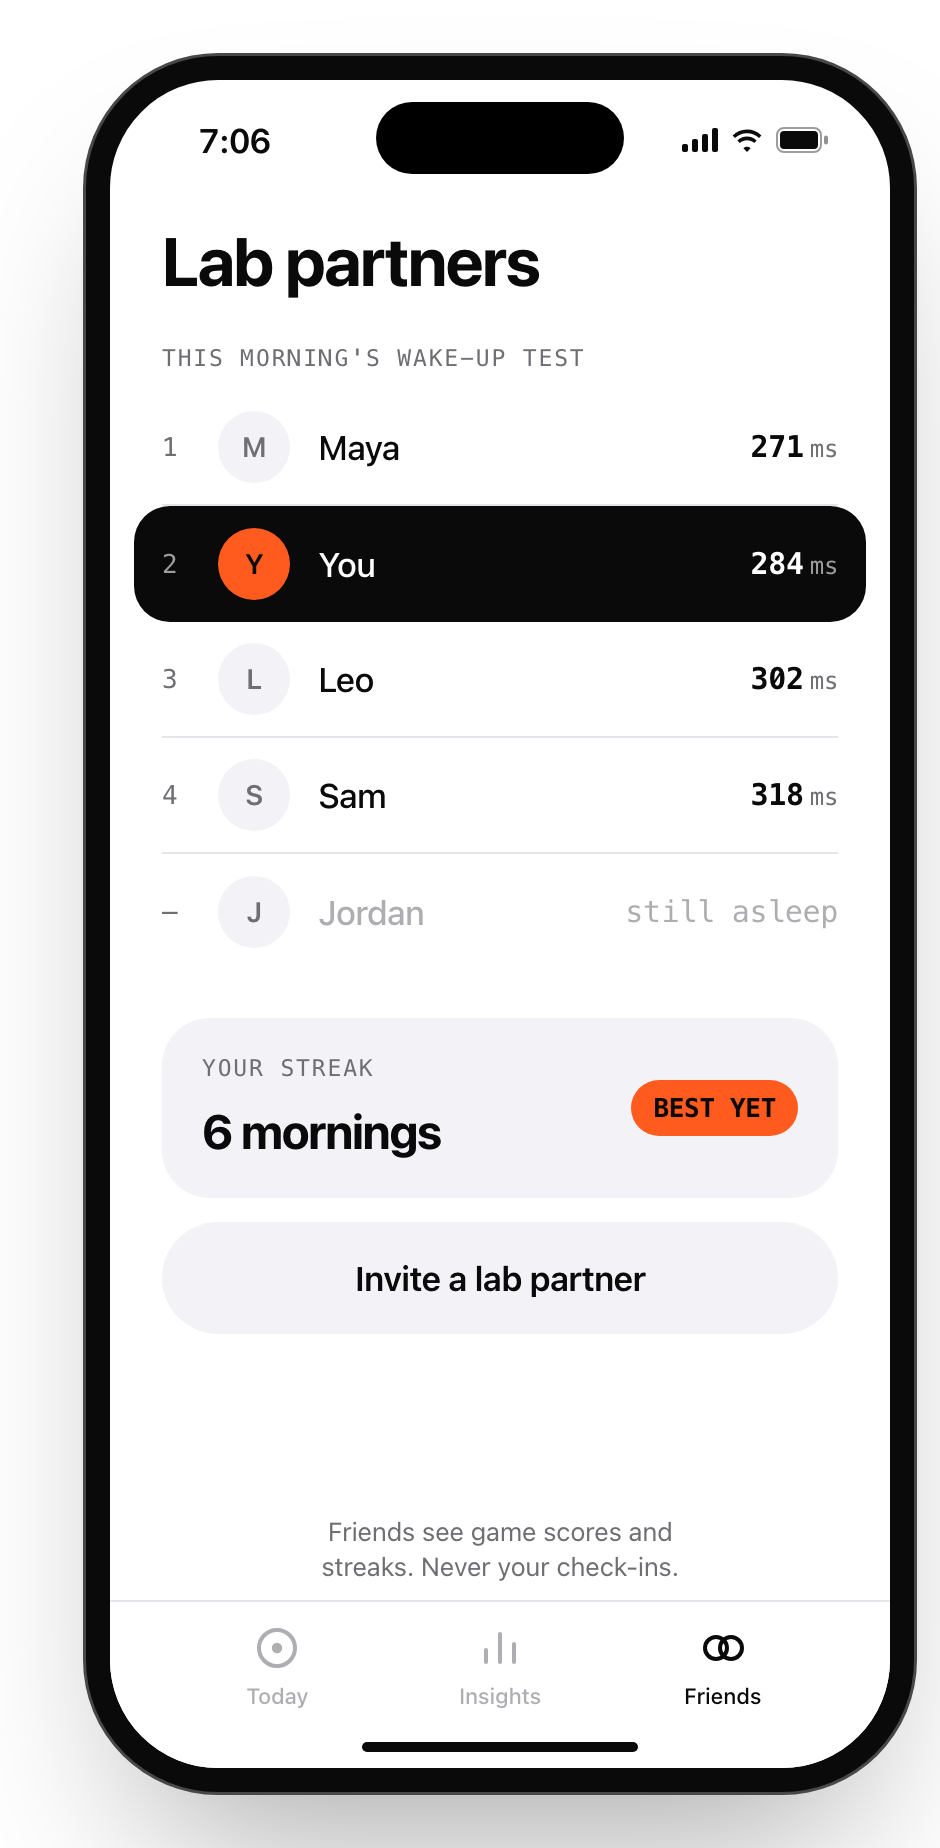 7:06
Lab partners
THIS MORNING'S WAKE-UP TEST
1 M Maya 271 ms
2 Y You 284 ms
3 L Leo 302 ms
4 S Sam 318 ms
– J Jordan still asleep
YOUR STREAK
6 mornings
BEST YET
Invite a lab partner
Friends see game scores and
streaks. Never your check-ins.
Today Insights Friends